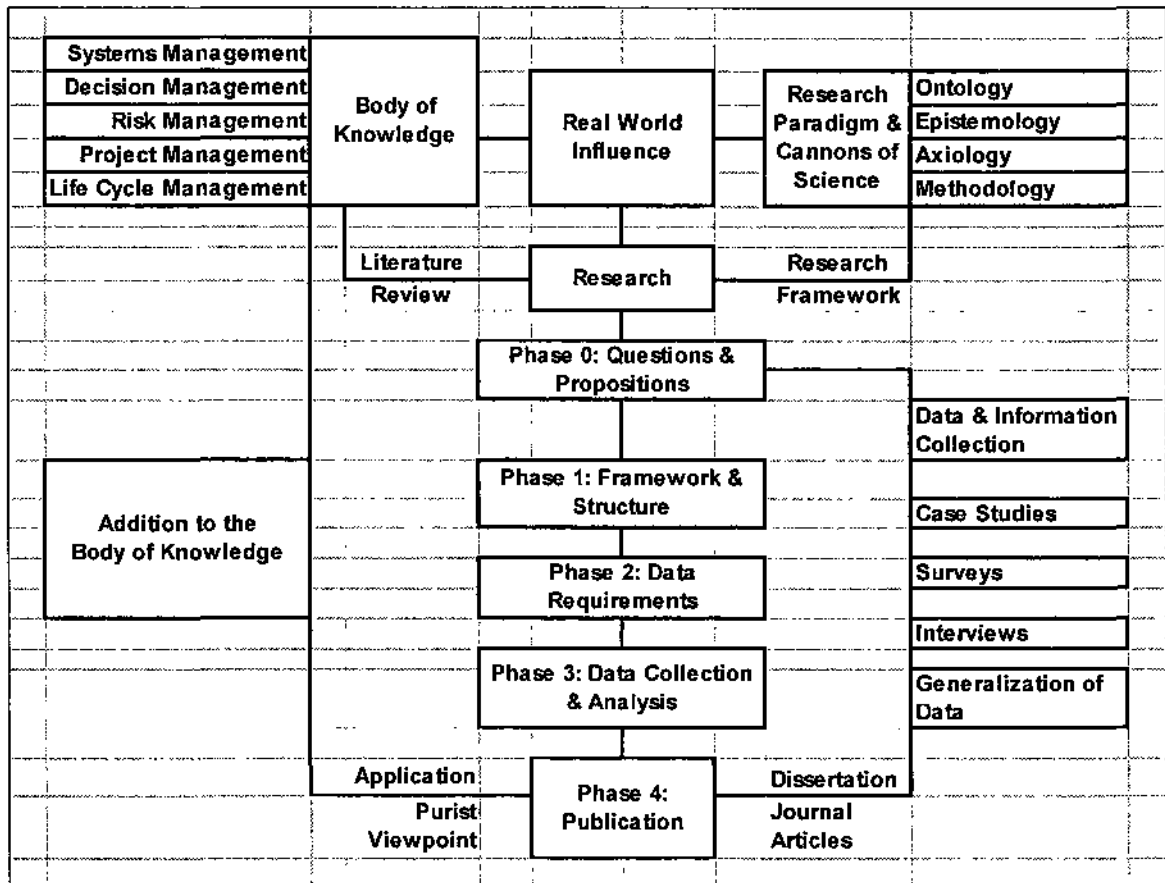 Systems Management
Decision Management
Risk Management
Project Management
Life Cycle Management
Body of
Knowledge
Real World
Influence
Research
Paradigm &
Cannons of
Science
Ontology
Epistemology
Axiology
Methodology
Literature
Review
Research
Research
Framework
Phase 0: Questions &
Propositions
Data & Information
Collection
Phase 1: Framework &
Structure
Case Studies
Addition to the
Body of Knowledge
Phase 2: Data
Requirements
Surveys
Interviews
Phase 3: Data Collection
& Analysis
Generalization of
Data
Application
Purist
Viewpoint
Phase 4:
Publication
Dissertation
Journal
Articles